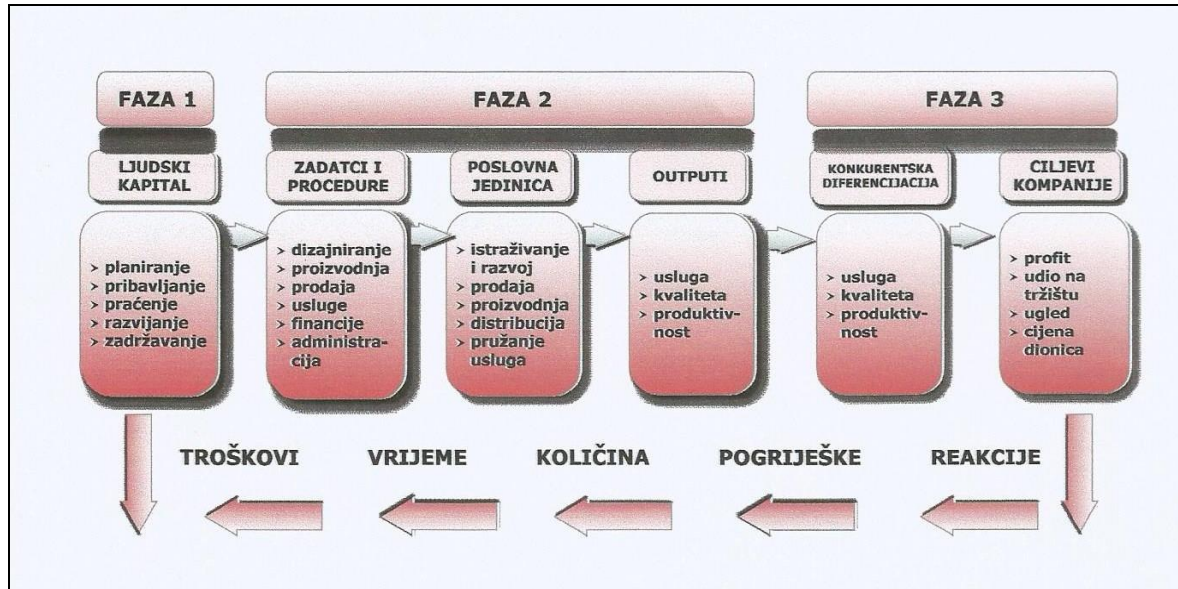 FAZA 1
FAZA 2
FAZA 3
LJUDSKI
KAPITAL
ZADATCI I
PROCEDURE
POSLOVNA
JEDINICA
OUTPUTI
KONKURENTSKA
DIFERENCIJACIJA
CILJEVI
KOMPANIJE
> planiranje
> pribavljanje
> praćenje
> razvijanje
> zadržavanje
> dizajniranje
> proizvodnja
> prodaja
> usluge
> financije
> administra-
cija
> istraživanje
i razvoj
> prodaja
> proizvodnja
> distribucija
> pružanje
usluga
> usluga
> kvaliteta
> produktiv-
nost
> usluga
> kvaliteta
> produktiv-
nost
> profit
> udio na
tržištu
> ugled
> cijena
dionica
TROŠKOVI
VRIJEME
KOLIČINA
POGRIJEŠKE
REAKCIJE